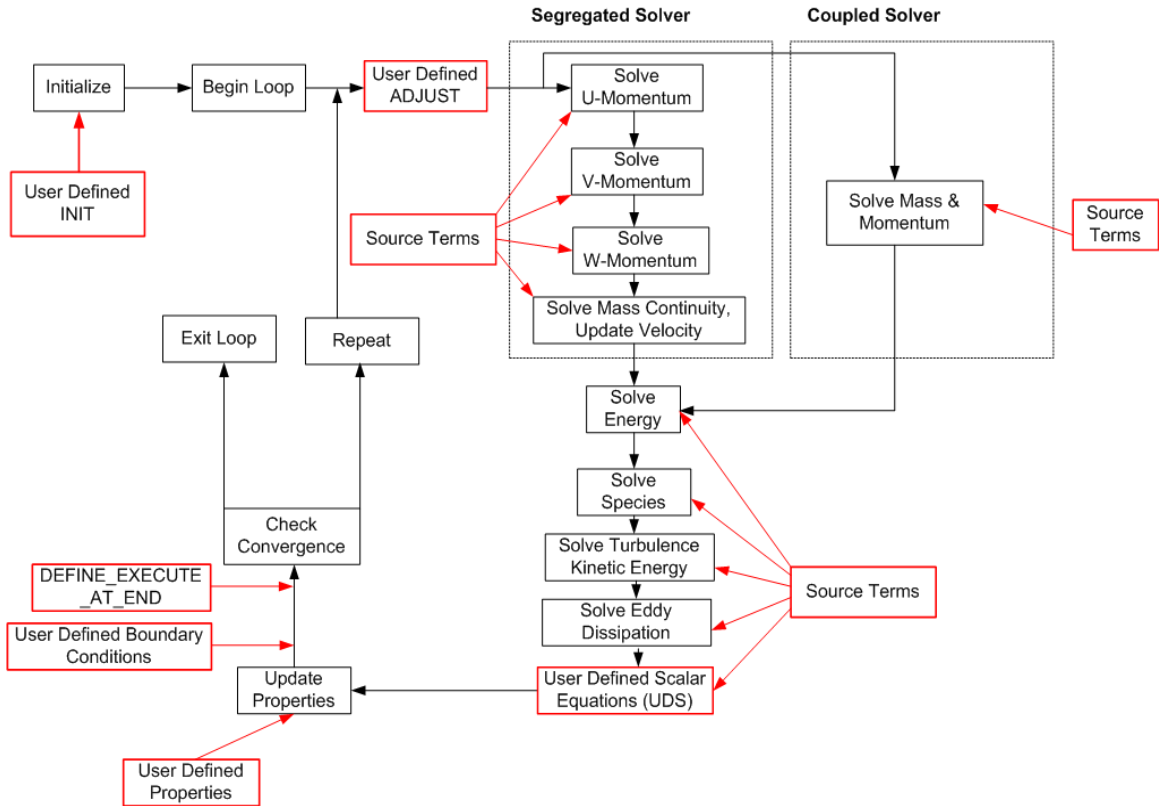 Segregated Solver
Coupled Solver
Initialize
Begin Loop
User Defined
ADJUST
Solve
U-Momentum
User Defined
INIT
Solve
V-Momentum
Source Terms
Solve
W-Momentum
Solve Mass &
Momentum
Source
Terms
Solve Mass Continuity,
Update Velocity
Exit Loop
Repeat
Solve
Energy
Solve
Species
Check
Convergence
Solve Turbulence
Kinetic Energy
Source Terms
DEFINE_EXECUTE
_AT_END
Solve Eddy
Dissipation
User Defined Boundary
Conditions
Update
Properties
User Defined Scalar
Equations (UDS)
User Defined
Properties